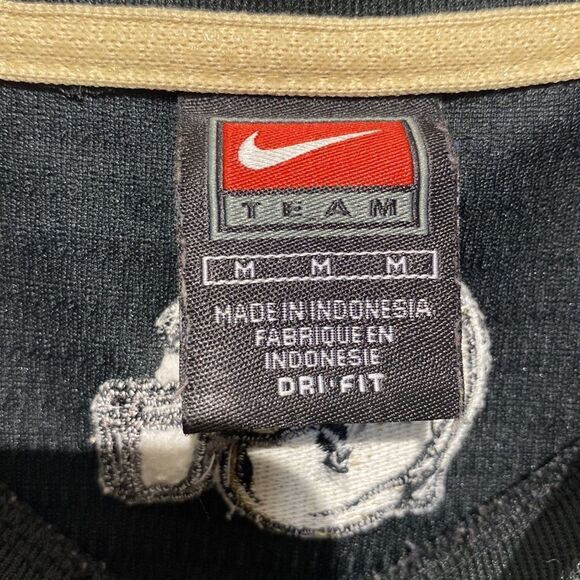 TEAM
M M M
MADE IN INDONESIA
FABRIQUE EN
INDONESIE
DRI•FIT